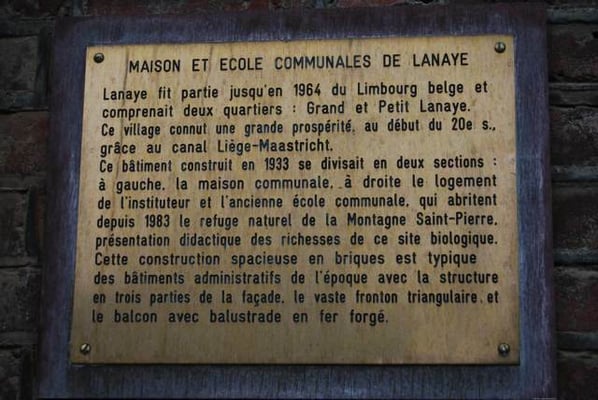 MAISON ET ECOLE COMMUNALES DE LANAYE
Lanaye fit partie jusqu'en 1964 du Limbourg belge et
comprenait deux quartiers : Grand et Petit Lanaye.
Ce village connut une grande prospérité, au début du 20e s.,
grâce au canal Liège-Maastricht.
Ce bâtiment construit en 1933 se divisait en deux sections :
à gauche, la maison communale, à droite le logement
de l'instituteur et l'ancienne école communale, qui abritent
depuis 1983 le refuge naturel de la Montagne Saint-Pierre,
présentation didactique des richesses de ce site biologique.
Cette construction spacieuse en briques est typique
des bâtiments administratifs de l'époque avec la structure
en trois parties de la façade, le vaste fronton triangulaire et
le balcon avec balustrade en fer forgé.